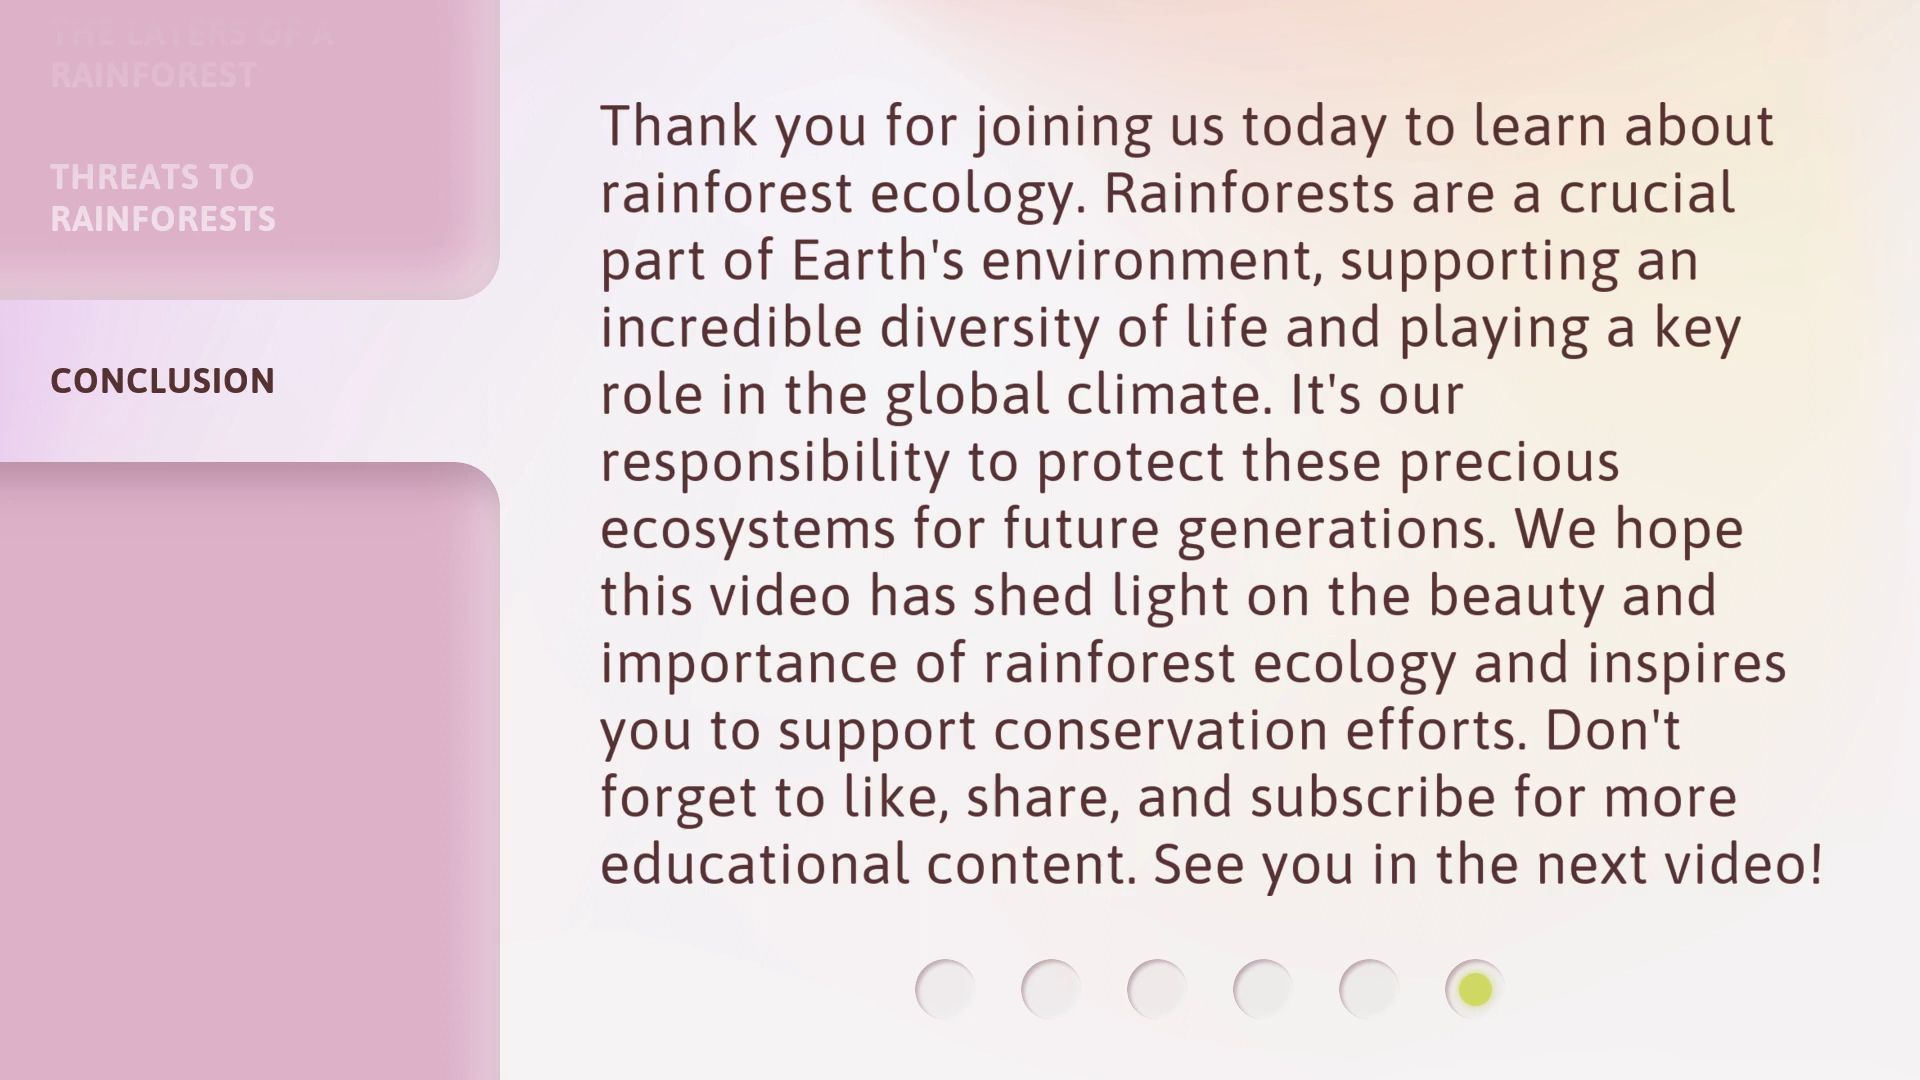 THE LAYERS OF A
RAINFOREST
THREATS TO
RAINFORESTS
CONCLUSION
Thank you for joining us today to learn about
rainforest ecology. Rainforests are a crucial
part of Earth's environment, supporting an
incredible diversity of life and playing a key
role in the global climate. It's our
responsibility to protect these precious
ecosystems for future generations. We hope
this video has shed light on the beauty and
importance of rainforest ecology and inspires
you to support conservation efforts. Don't
forget to like, share, and subscribe for more
educational content. See you in the next video!